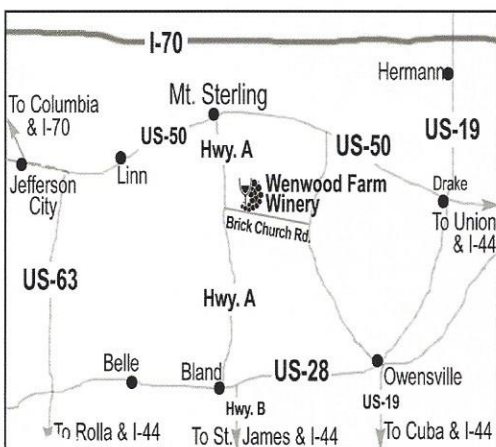 I-70
Hermann
To Columbia
& I-70
Mt. Sterling
US-50
Hwy. A
US-50
US-19
Jefferson
City
Linn
Wenwood Farm
Winery
Drake
Brick Church Rd.
To Union
& I-44
US-63
Hwy. A
Belle
Bland
US-28
Owensville
Hwy. B
US-19
To Rolla & I-44
To St. James & I-44
To Cuba & I-44